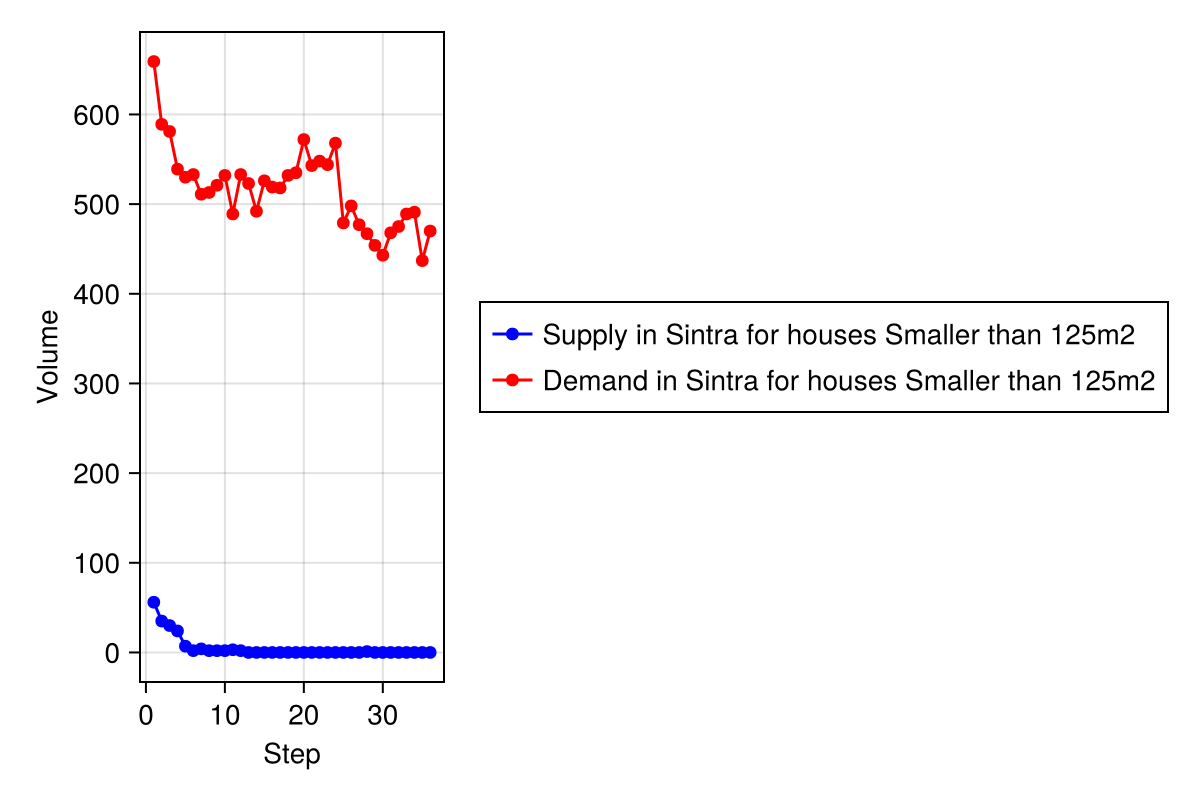 600
500
400
300
200
100
0
Volume
0 10 20 30
Step
Supply in Sintra for houses Smaller than 125m2
Demand in Sintra for houses Smaller than 125m2